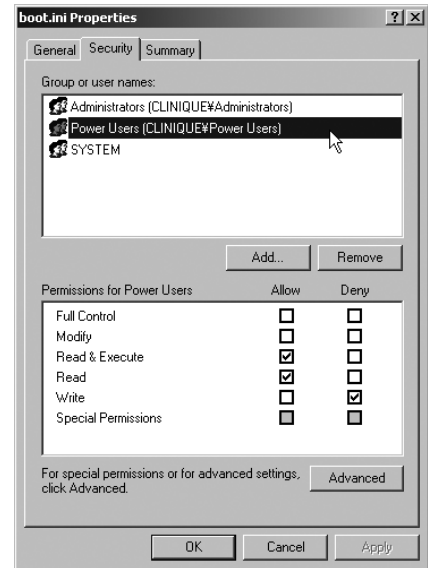 boot.ini Properties
General Security Summary
Group or user names:
Administrators (CLINIQUE¥Administrators)
Power Users (CLINIQUE¥Power Users)
SYSTEM
Add... Remove
Permissions for Power Users Allow Deny
Full Control
Modify
Read & Execute
Read
Write
Special Permissions
For special permissions or for advanced settings,
click Advanced.
Advanced
OK Cancel Apply